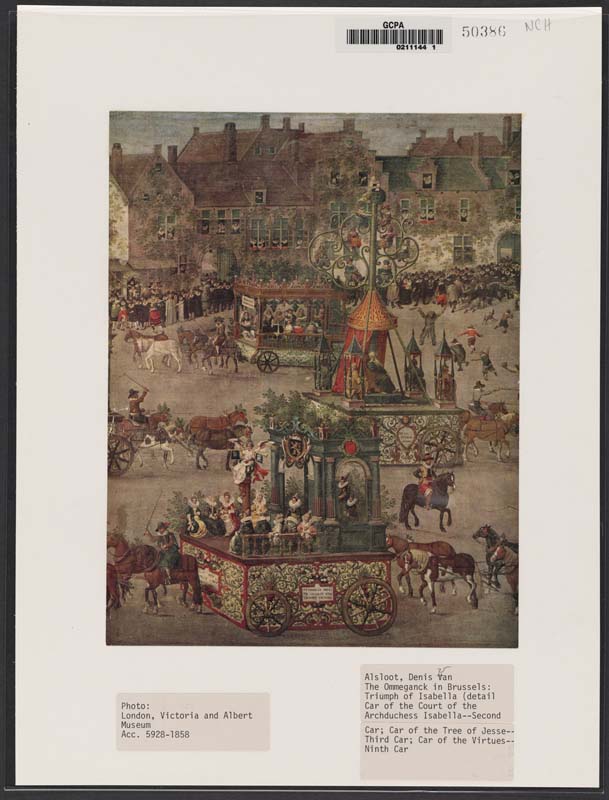 GCPA
0211144 1
50386
NCH
Alsloot, Denis Van
The Ommeganck in Brussels:
Triumph of Isabella (detail
Car of the Court of the
Archduchess Isabella--Second
Car; Car of the Tree of Jesse--
Third Car; Car of the Virtues--
Ninth Car
Photo:
London, Victoria and Albert
Museum
Acc. 5928-1858